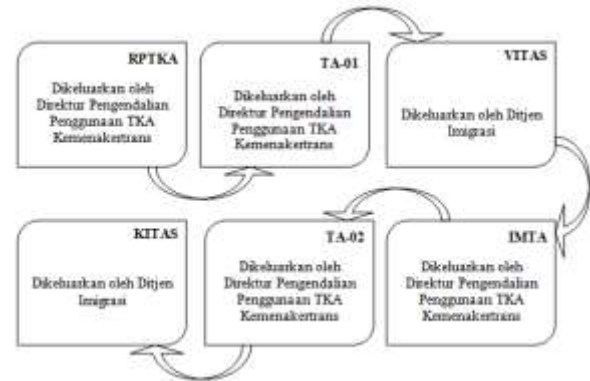 RPTKA
Dikeluarkan oleh
Direktur Pengendalian
Penggunaan TKA
Kemenakertrans
TA-01
Dikeluarkan oleh
Direktur Pengendalian
Penggunaan TKA
Kemenakertrans
VITAS
Dikeluarkan oleh Ditjen
Imigrasi
IMTA
Dikeluarkan oleh
Direktur Pengendalian
Penggunaan TKA
Kemenakertrans
TA-02
Dikeluarkan oleh
Direktur Pengendalian
Penggunaan TKA
Kemenakertrans
KITAS
Dikeluarkan oleh Ditjen
Imigrasi